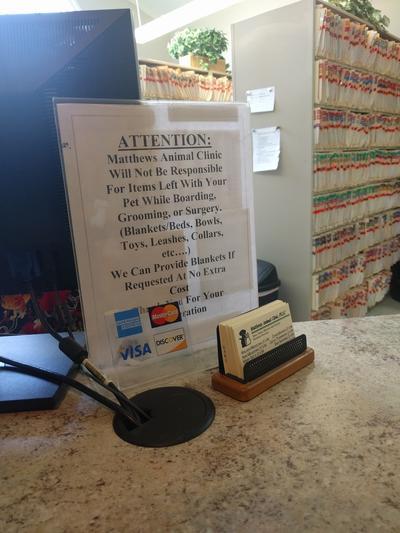 ATTENTION:
Matthews Animal Clinic
Will Not Be Responsible
For Items Left With Your
Pet While Boarding,
Grooming, or Surgery.
(Blankets/Beds, Bowls,
Toys, Leashes, Collars,
etc....)
We Can Provide Blankets If
Requested At No Extra
Cost
You For Your
MasterCard
VISA
DISCOVER